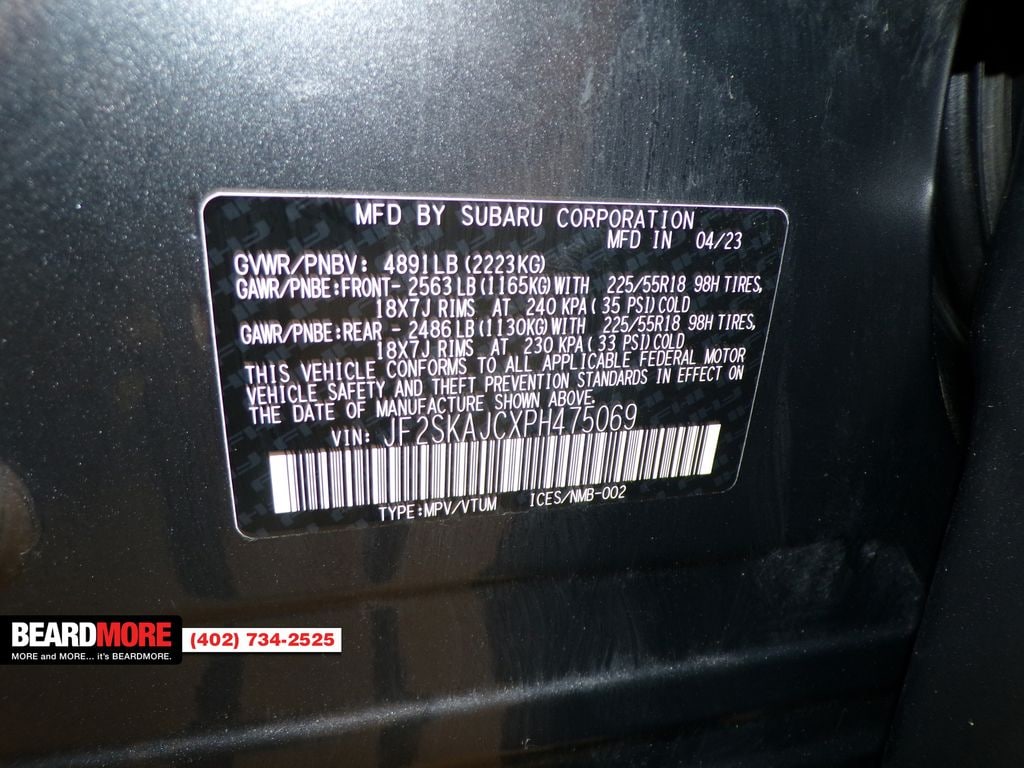 MFD BY SUBARU CORPORATION
MFD IN 04/23
GVWR/PNBV: 4891LB (2223KG)
GAWR/PNBE:FRONT- 2563 LB (1165KG) WITH 225/55R18 98H TIRES,
18X7J RIMS AT 240 KPA ( 35 PSI) COLD
GAWR/PNBE:REAR - 2486 LB (1130KG) WITH 225/55R18 98H TIRES,
18X7J RIMS AT 230 KPA ( 33 PSI) COLD
THIS VEHICLE CONFORMS TO ALL APPLICABLE FEDERAL MOTOR
VEHICLE SAFETY AND THEFT PREVENTION STANDARDS IN EFFECT ON
THE DATE OF MANUFACTURE SHOWN ABOVE.
VIN: JF2SKAJCXPH475069
TYPE:MPV/VTUM ICES/NMB-002
BEARDMORE (402) 734-2525
MORE and MORE... it's BEARDMORE.